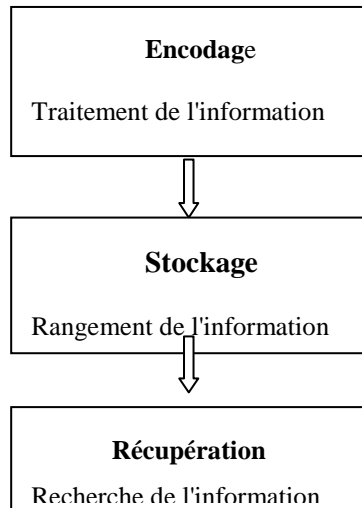 Encodage
Traitement de l'information
Stockage
Rangement de l'information
Récupération
Recherche de l'information